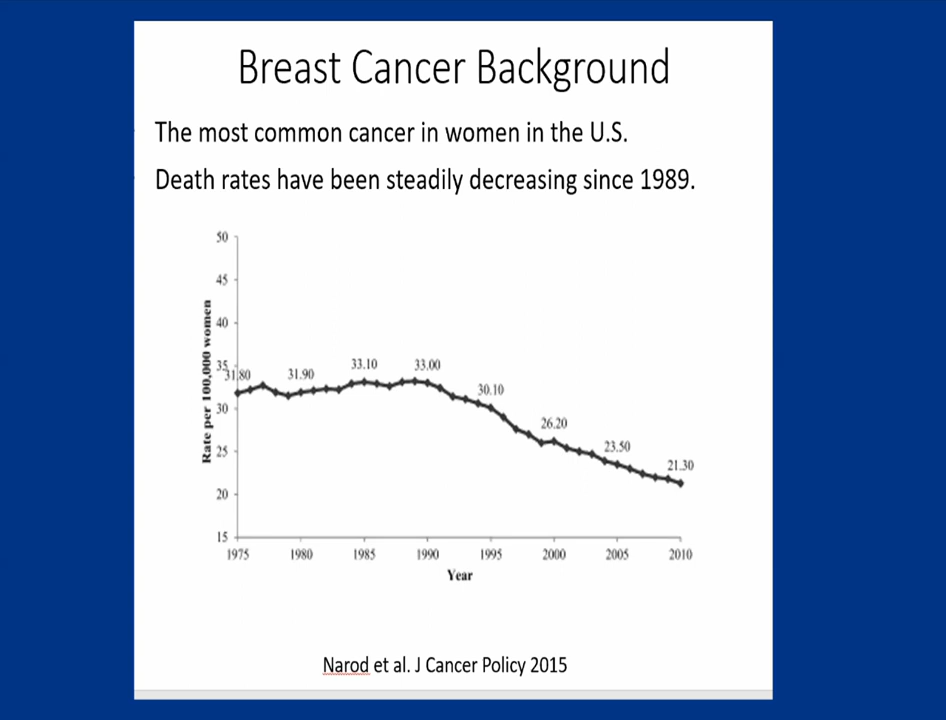 Breast Cancer Background
The most common cancer in women in the U.S.
Death rates have been steadily decreasing since 1989.
Rate per 100,000 women
50
45
40
35
30
25
20
15
31.80
31.90
33.10
33.00
30.10
26.20
23.50
21.30
1975 1980 1985 1990 1995 2000 2005 2010
Year
Narod et al. J Cancer Policy 2015